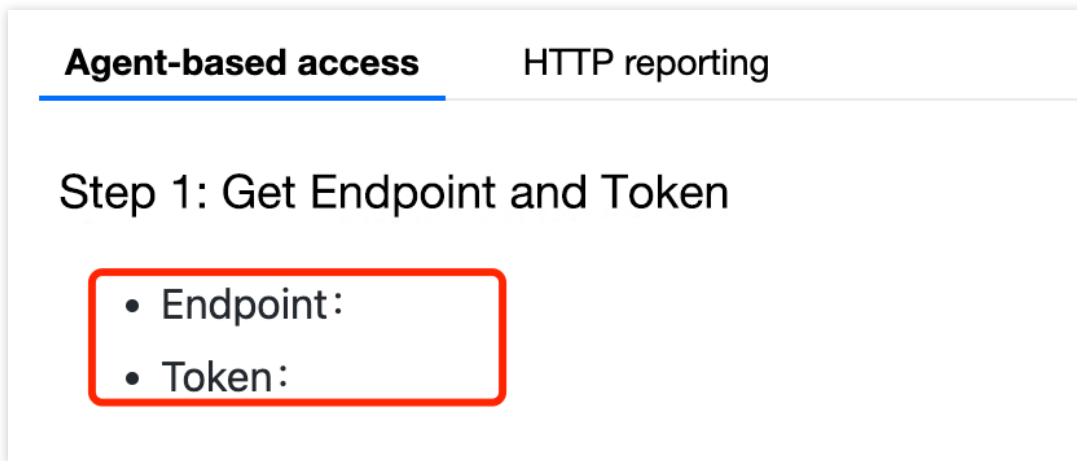 Agent-based access HTTP reporting
Step 1: Get Endpoint and Token
• Endpoint：
• Token：